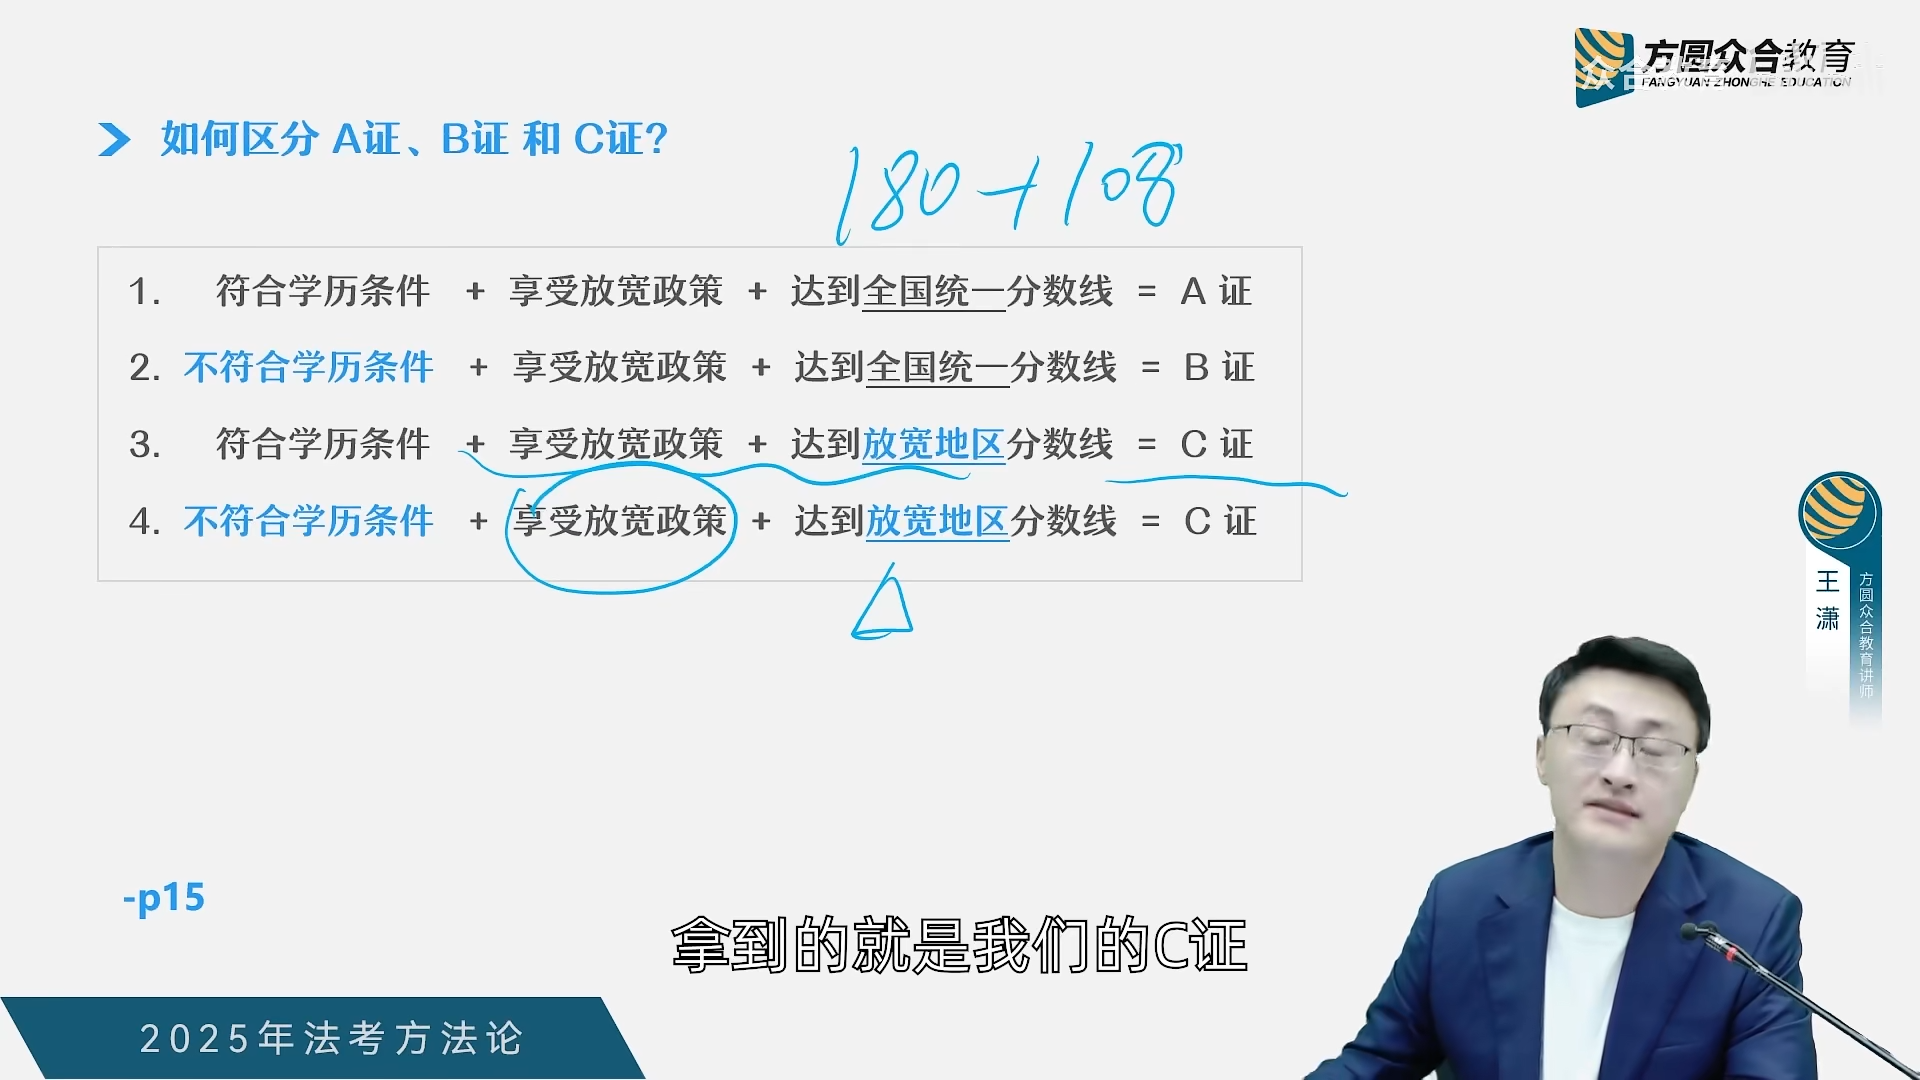 方圆众合教育
FANGYUAN ZHONGHE EDUCATION
如何区分 A证、B证 和 C证?
180+108
1. 符合学历条件 + 享受放宽政策 + 达到全国统一分数线 = A 证
2. 不符合学历条件 + 享受放宽政策 + 达到全国统一分数线 = B 证
3. 符合学历条件 + 享受放宽政策 + 达到放宽地区分数线 = C 证
4. 不符合学历条件 + 享受放宽政策 + 达到放宽地区分数线 = C 证
王潇
方圆众合教育讲师
-p15
拿到的就是我们的C证
2025年法考方法论